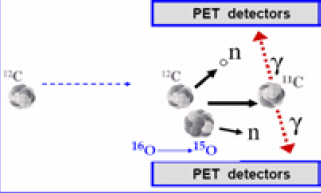 PET detectors
n
γ
¹²C
¹²C
¹¹C
γ
n
¹⁶O → ¹⁵O
PET detectors